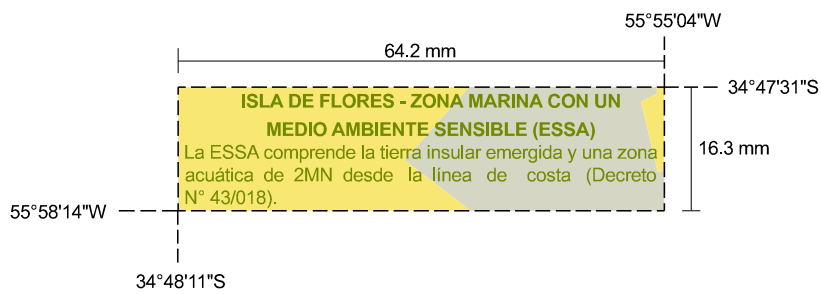 55°55'04"W
64.2 mm
34°47'31"S
ISLA DE FLORES - ZONA MARINA CON UN
MEDIO AMBIENTE SENSIBLE (ESSA)
La ESSA comprende la tierra insular emergida y una zona
acuática de 2MN desde la línea de costa (Decreto
N° 43/018).
16.3 mm
55°58'14"W
34°48'11"S